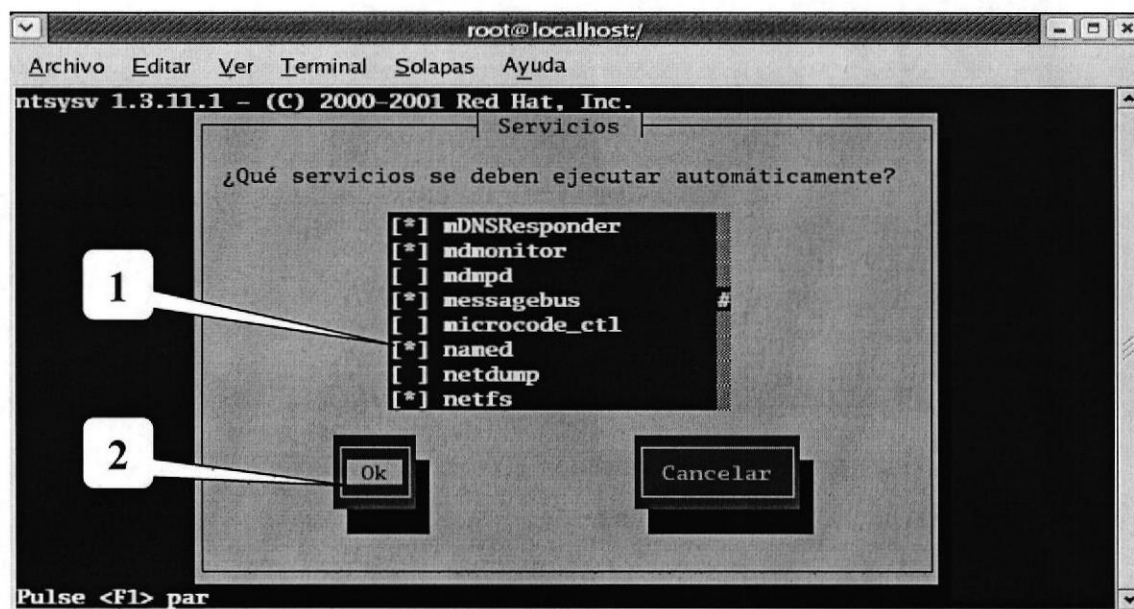 root@localhost:/
Archivo Editar Ver Terminal Solapas Ayuda
ntsysv 1.3.11.1 – (C) 2000–2001 Red Hat, Inc.
Servicios
¿Qué servicios se deben ejecutar automáticamente?
[*] mDNSResponder
[*] mdmonitor
[ ] mdmpd
[*] messagebus #
[ ] microcode_ctl
[*] named
[ ] netdump
[*] netfs
1
2
Ok Cancelar
Pulse <F1> par